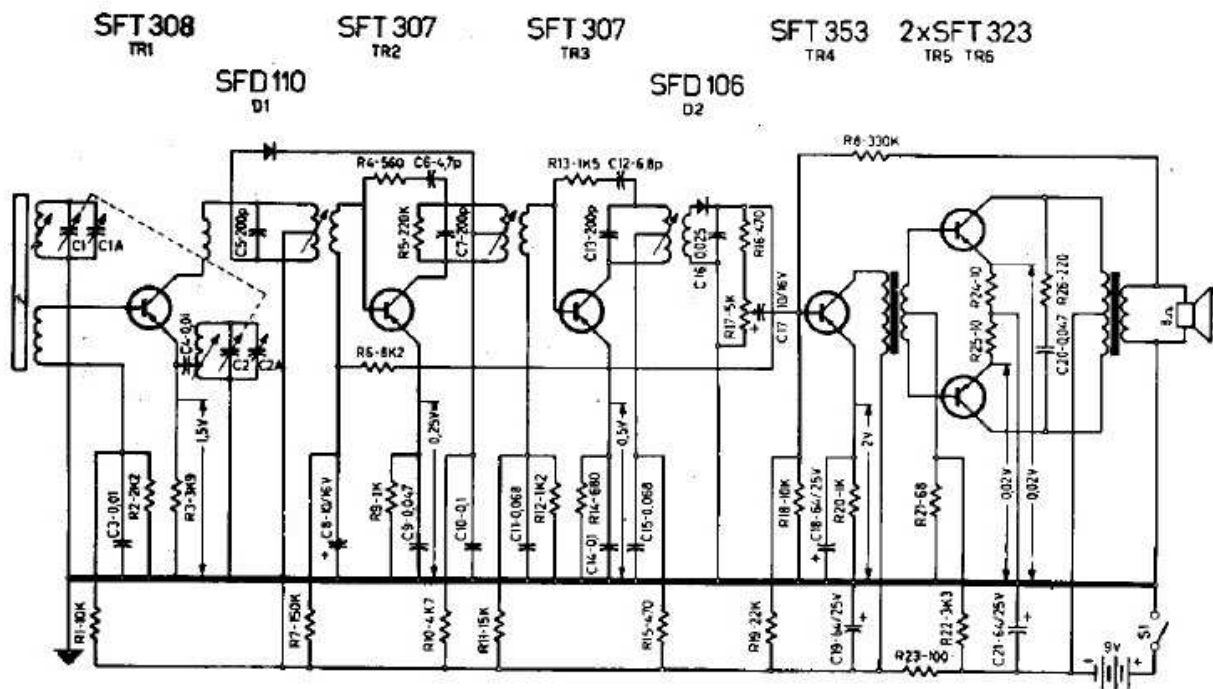 SFT 308
TR1
SFT 307
TR2
SFT 307
TR3
SFT 353
TR4
2xSFT 323
TR5 TR6
SFD 110
D1
SFD 106
D2
R8-330K
R4-560
C6-4,7p
R13-1K5
C12-6,8p
C1
C1A
C5-200p
R5-220K
C7-200p
C13-200p
C16 0,025
R16-470
R17-5K
C17 10/16V
R24-10
R25-10
R26-220
C20-0,047
8Ω
C4-0,01
C2
C2A
R6-8K2
1,5V
0,25V
0,5V
2V
0,02V
0,02V
C3-0,01
R2-2K2
R3-3K9
C8-10/16V
R9-1K
C9-0,047
C10-0,1
C11-0,068
R12-1K2
R14-680
C14-0,1
C15-0,068
R18-10K
C18-64/25V
R20-1K
R21-68
R1-10K
R7-150K
R10-4K7
R11-15K
R15-470
R19-22K
C19-64/25V
R22-3K3
C21-64/25V
S1
R23-100
9V